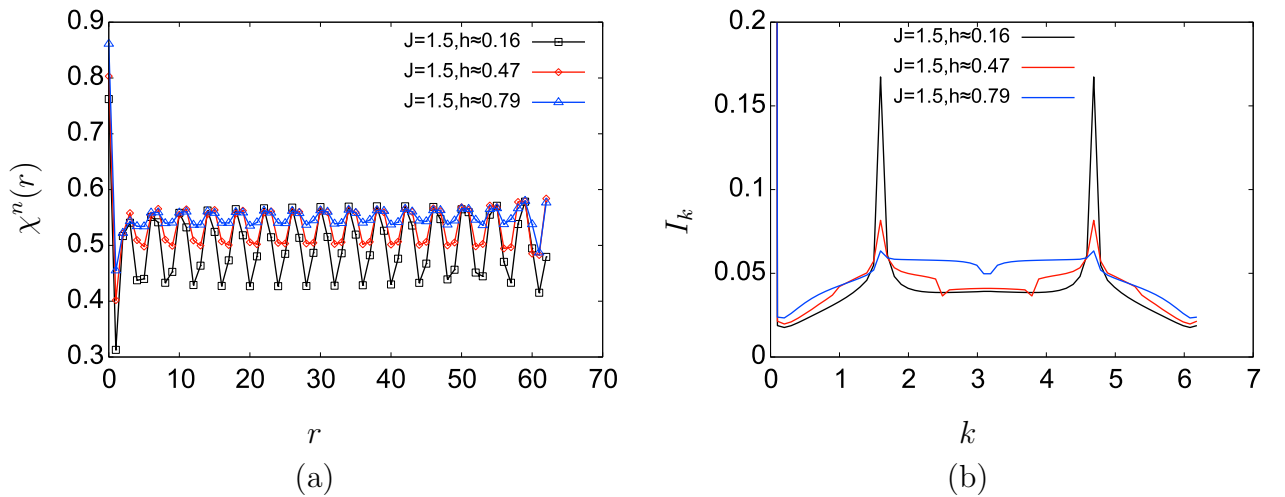 0.9
0.8
0.7
0.6
0.5
0.4
0.3
0 10 20 30 40 50 60 70
χⁿ(r)
r
J=1.5,h≈0.16
J=1.5,h≈0.47
J=1.5,h≈0.79
(a)
0.2
0.15
0.1
0.05
0
0 1 2 3 4 5 6 7
Iₖ
k
J=1.5,h≈0.16
J=1.5,h≈0.47
J=1.5,h≈0.79
(b)